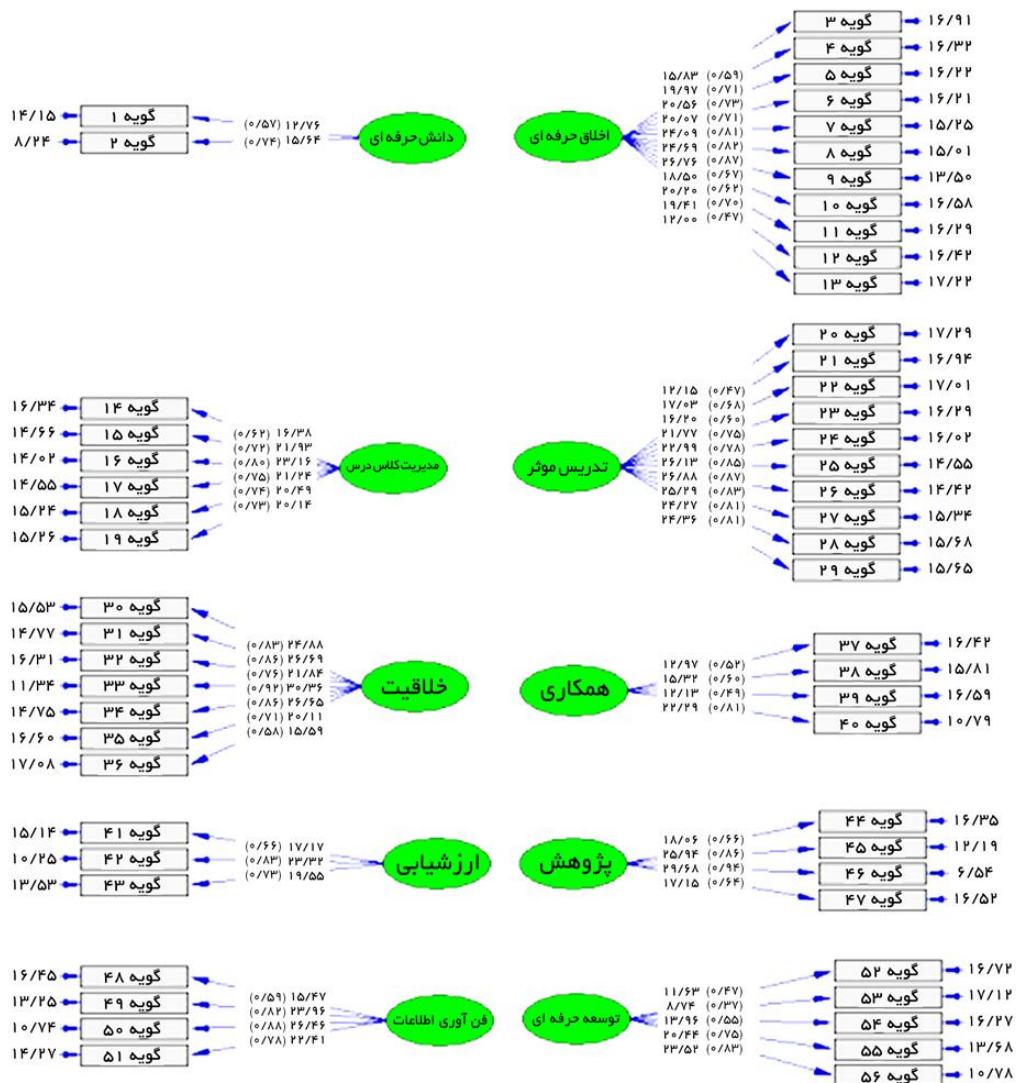 دانش حرفه ای
۱۴/۱۵ گویه ۱ (۰/۵۷) ۱۲/۷۶
۸/۲۴ گویه ۲ (۰/۷۴) ۱۵/۶۴
اخلاق حرفه ای
۱۵/۸۳ (۰/۵۹) گویه ۳ ۱۶/۹۱
۱۹/۹۷ (۰/۷۱) گویه ۴ ۱۶/۳۲
۲۰/۵۶ (۰/۷۳) گویه ۵ ۱۶/۲۲
۲۰/۰۷ (۰/۷۱) گویه ۶ ۱۶/۲۱
۲۴/۰۹ (۰/۸۱) گویه ۷ ۱۵/۲۵
۲۴/۶۹ (۰/۸۲) گویه ۸ ۱۵/۰۱
۲۶/۷۶ (۰/۸۷) گویه ۹ ۱۳/۵۰
۱۸/۵۰ (۰/۶۷) گویه ۱۰ ۱۶/۵۸
۲۰/۲۰ (۰/۶۲) گویه ۱۱ ۱۶/۲۹
۱۹/۴۱ (۰/۷۰) گویه ۱۲ ۱۶/۴۲
۱۲/۰۰ (۰/۴۷) گویه ۱۳ ۱۷/۲۲
مدیریت کلاس درس
۱۶/۳۴ گویه ۱۴ (۰/۶۲) ۱۶/۳۸
۱۴/۶۶ گویه ۱۵ (۰/۷۲) ۲۱/۹۳
۱۴/۰۲ گویه ۱۶ (۰/۸۰) ۲۳/۱۶
۱۴/۵۵ گویه ۱۷ (۰/۷۵) ۲۱/۲۴
۱۵/۲۴ گویه ۱۸ (۰/۷۴) ۲۰/۴۹
۱۵/۲۶ گویه ۱۹ (۰/۷۳) ۲۰/۱۴
تدریس موثر
۱۲/۱۵ (۰/۴۷) گویه ۲۰ ۱۷/۲۹
۱۷/۰۳ (۰/۶۸) گویه ۲۱ ۱۶/۹۴
۱۶/۲۰ (۰/۶۰) گویه ۲۲ ۱۷/۰۱
۲۱/۷۷ (۰/۷۵) گویه ۲۳ ۱۶/۲۹
۲۲/۹۹ (۰/۷۸) گویه ۲۴ ۱۶/۰۲
۲۶/۱۳ (۰/۸۵) گویه ۲۵ ۱۴/۵۵
۲۶/۸۸ (۰/۸۷) گویه ۲۶ ۱۴/۴۲
۲۵/۲۹ (۰/۸۳) گویه ۲۷ ۱۵/۳۴
۲۴/۲۷ (۰/۸۱) گویه ۲۸ ۱۵/۶۸
۲۴/۳۶ (۰/۸۱) گویه ۲۹ ۱۵/۶۵
خلاقیت
۱۵/۵۳ گویه ۳۰ (۰/۸۳) ۲۴/۸۸
۱۴/۷۷ گویه ۳۱ (۰/۸۶) ۲۶/۶۹
۱۶/۳۱ گویه ۳۲ (۰/۷۶) ۲۱/۸۴
۱۱/۳۴ گویه ۳۳ (۰/۹۲) ۳۰/۳۶
۱۴/۷۵ گویه ۳۴ (۰/۸۶) ۲۶/۶۵
۱۶/۶۰ گویه ۳۵ (۰/۷۱) ۲۰/۱۱
۱۷/۰۸ گویه ۳۶ (۰/۵۸) ۱۵/۵۹
همکاری
۱۲/۹۷ (۰/۵۲) گویه ۳۷ ۱۶/۴۲
۱۵/۳۲ (۰/۶۰) گویه ۳۸ ۱۵/۸۱
۱۲/۱۳ (۰/۴۹) گویه ۳۹ ۱۶/۵۹
۲۲/۲۹ (۰/۸۱) گویه ۴۰ ۱۰/۷۹
ارزشیابی
۱۵/۱۴ گویه ۴۱ (۰/۶۶) ۱۷/۱۷
۱۰/۲۵ گویه ۴۲ (۰/۸۳) ۲۳/۳۲
۱۳/۵۳ گویه ۴۳ (۰/۷۳) ۱۹/۵۵
پژوهش
۱۸/۰۶ (۰/۶۶) گویه ۴۴ ۱۶/۳۵
۲۵/۹۴ (۰/۸۶) گویه ۴۵ ۱۲/۱۹
۲۹/۶۸ (۰/۹۴) گویه ۴۶ ۶/۵۴
۱۷/۱۵ (۰/۶۴) گویه ۴۷ ۱۶/۵۲
فن آوری اطلاعات
۱۶/۴۵ گویه ۴۸ (۰/۵۹) ۱۵/۴۷
۱۳/۲۵ گویه ۴۹ (۰/۸۲) ۲۳/۹۶
۱۰/۷۴ گویه ۵۰ (۰/۸۸) ۲۶/۴۶
۱۴/۲۷ گویه ۵۱ (۰/۷۸) ۲۲/۴۱
توسعه حرفه ای
۱۱/۶۳ (۰/۴۷) گویه ۵۲ ۱۶/۷۲
۸/۷۴ (۰/۳۷) گویه ۵۳ ۱۷/۱۲
۱۳/۹۶ (۰/۵۵) گویه ۵۴ ۱۶/۲۷
۲۰/۴۴ (۰/۷۵) گویه ۵۵ ۱۳/۶۸
۲۳/۵۲ (۰/۸۳) گویه ۵۶ ۱۰/۷۸